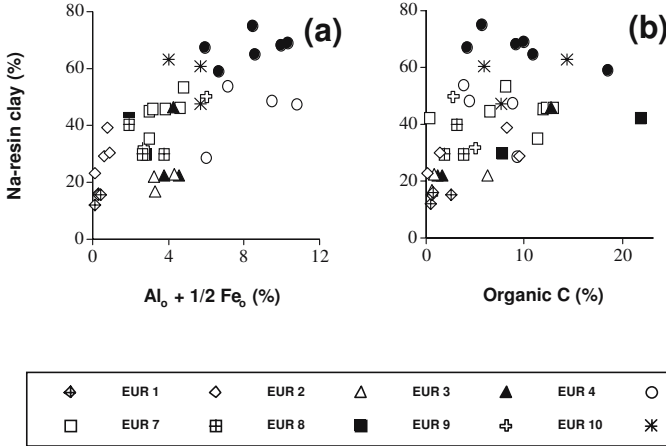 (a)
(b)
Na-resin clay (%)
80
60
40
20
0
0
4
8
12
80
60
40
20
0
0
10
20
Alo + 1/2 Feo (%)
Organic C (%)
EUR 1
EUR 2
EUR 3
EUR 4
EUR 7
EUR 8
EUR 9
EUR 10